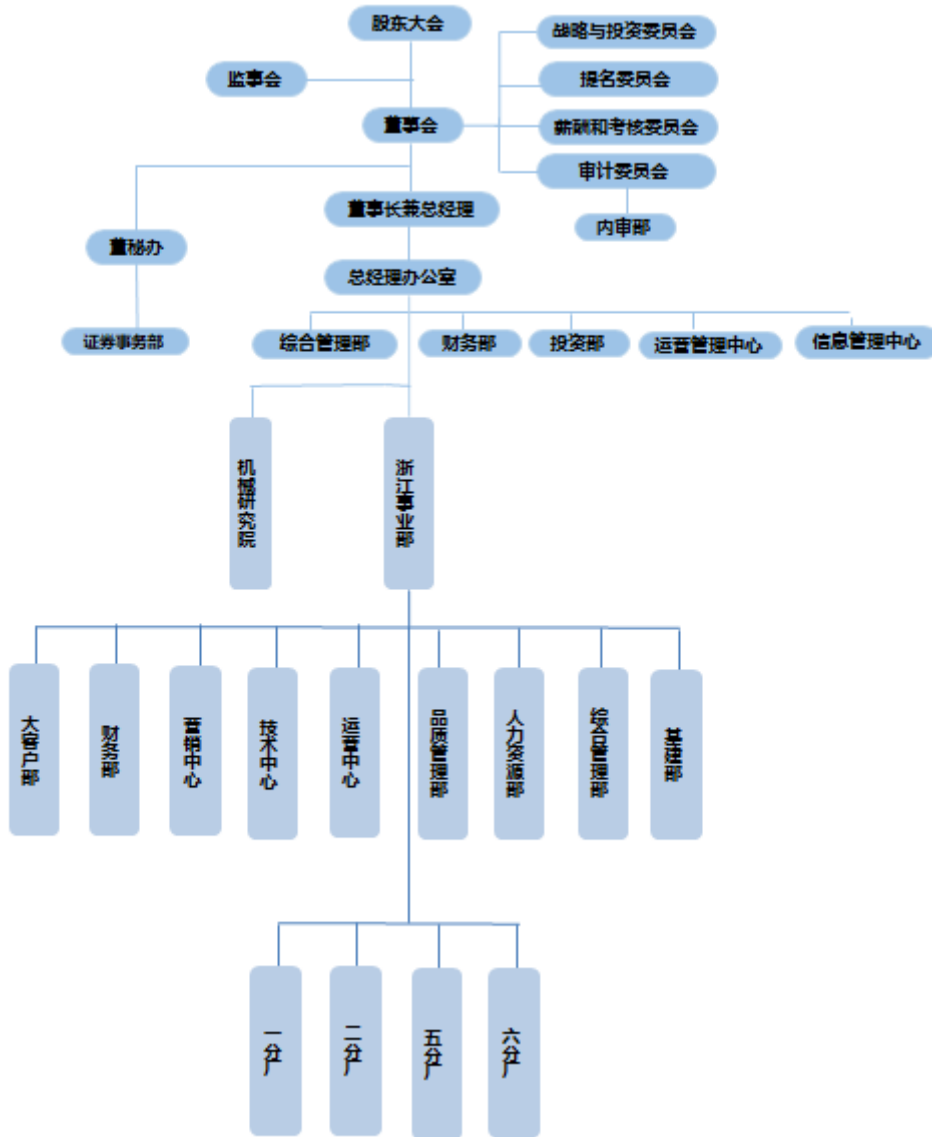 股东大会
战略与投资委员会
监事会
提名委员会
董事会
薪酬和考核委员会
审计委员会
董事长兼总经理
内审部
董秘办
总经理办公室
证券事务部
综合管理部
财务部
投资部
运营管理中心
信息管理中心
机械研究院
浙江事业部
大客户部
财务部
营销中心
技术中心
运营中心
品质管理部
人力资源部
综合管理部
基建部
一分厂
二分厂
五分厂
六分厂